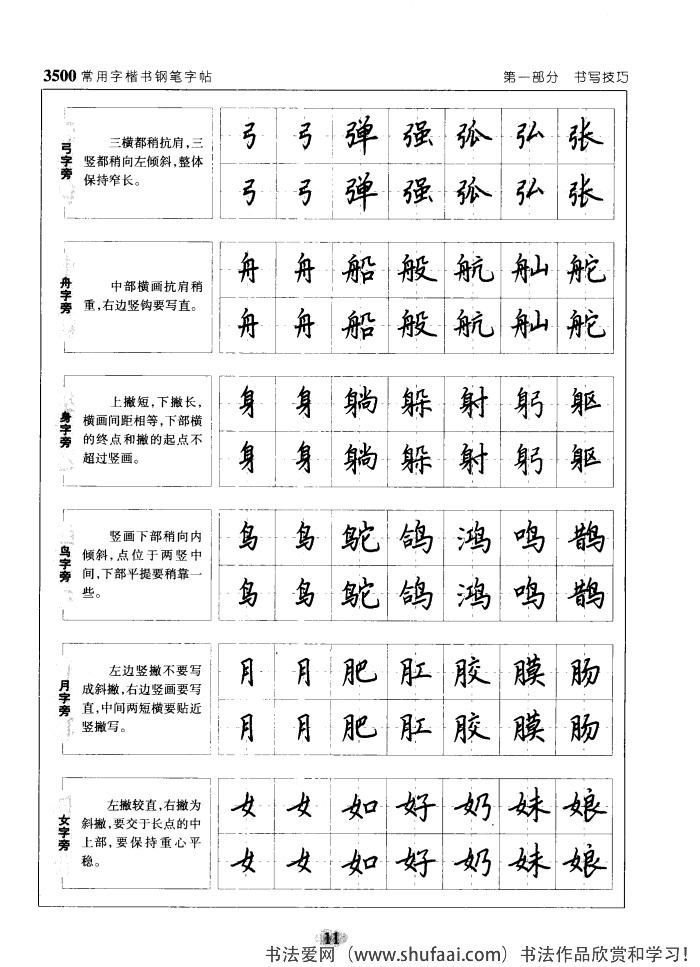 3500常用字楷书钢笔字帖
第一部分 书写技巧
弓字旁
三横都稍抗肩,三
竖都稍向左倾斜,整体
保持窄长。
弓 弓 弹 强 弧 弘 张
弓 弓 弹 强 弧 弘 张
舟字旁
中部横画抗肩稍
重,右边竖钩要写直。
舟 舟 船 般 航 舢 舵
舟 舟 船 般 航 舢 舵
身字旁
上撇短,下撇长,
横画间距相等,下部横
的终点和撇的起点不
超过竖画。
身 身 躺 躲 射 躬 躯
身 身 躺 躲 射 躬 躯
鸟字旁
竖画下部稍向内
倾斜,点位于两竖中
间,下部平提要稍靠一
些。
鸟 鸟 鸵 鸽 鸿 鸣 鹊
鸟 鸟 鸵 鸽 鸿 鸣 鹊
月字旁
左边竖撇不要写
成斜撇,右边竖画要写
直,中间两短横要贴近
竖撇写。
月 月 肥 肛 胶 膜 肠
月 月 肥 肛 胶 膜 肠
女字旁
左撇较直,右撇为
斜撇,要交于长点的中
上部,要保持重心平
稳。
女 女 如 好 奶 妹 娘
女 女 如 好 奶 妹 娘
11
书法爱网（www.shufaai.com）书法作品欣赏和学习!